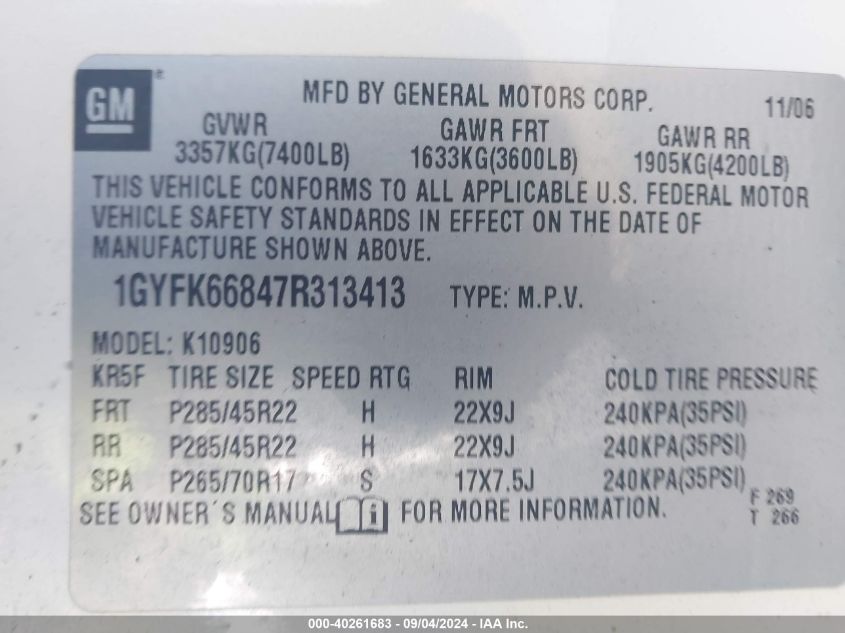 GM ®
MFD BY GENERAL MOTORS CORP. 11/06
GVWR GAWR FRT GAWR RR
3357KG(7400LB) 1633KG(3600LB) 1905KG(4200LB)
THIS VEHICLE CONFORMS TO ALL APPLICABLE U.S. FEDERAL MOTOR
VEHICLE SAFETY STANDARDS IN EFFECT ON THE DATE OF
MANUFACTURE SHOWN ABOVE.
1GYFK66847R313413 TYPE: M.P.V.
MODEL: K10906
KR5F TIRE SIZE SPEED RTG RIM COLD TIRE PRESSURE
FRT P285/45R22 H 22X9J 240KPA(35PSI)
RR P285/45R22 H 22X9J 240KPA(35PSI)
SPA P265/70R17 S 17X7.5J 240KPA(35PSI)
SEE OWNER'S MANUAL i FOR MORE INFORMATION.
F 269
T 266
000-40261683 - 09/04/2024 - IAA Inc.